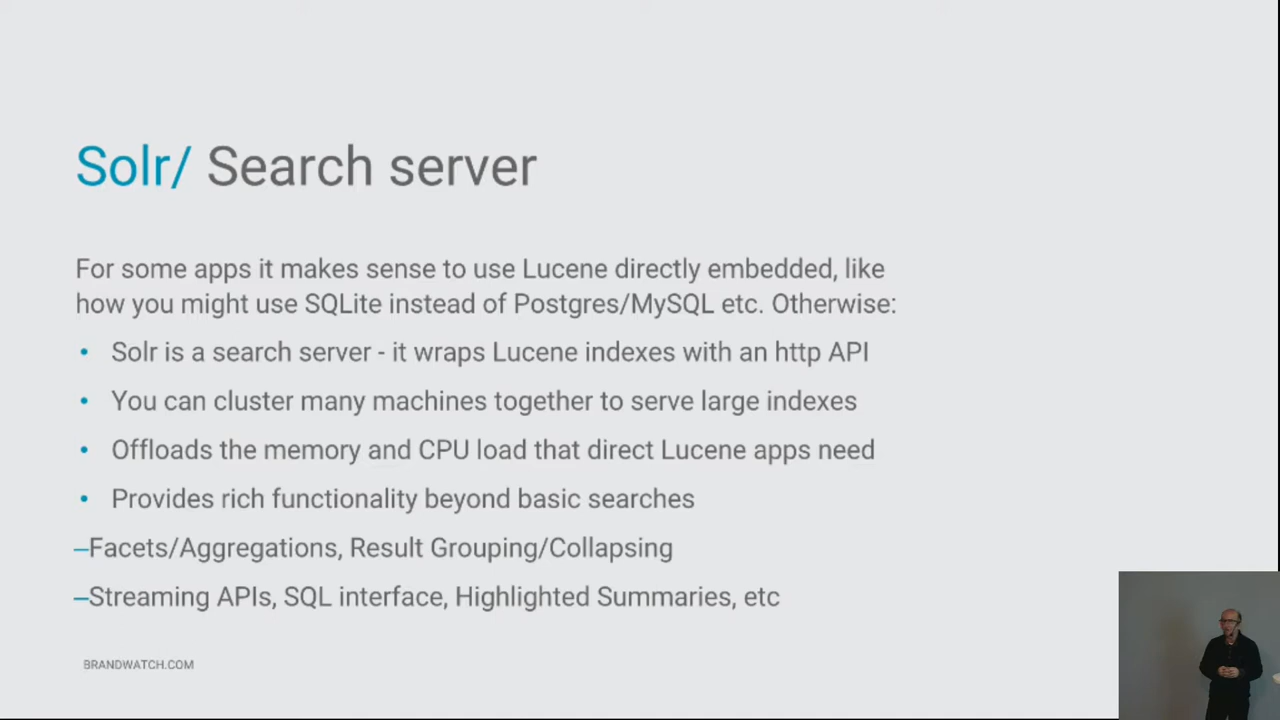 Solr/ Search server
For some apps it makes sense to use Lucene directly embedded, like
how you might use SQLite instead of Postgres/MySQL etc. Otherwise:
• Solr is a search server - it wraps Lucene indexes with an http API
• You can cluster many machines together to serve large indexes
• Offloads the memory and CPU load that direct Lucene apps need
• Provides rich functionality beyond basic searches
–Facets/Aggregations, Result Grouping/Collapsing
–Streaming APIs, SQL interface, Highlighted Summaries, etc
BRANDWATCH.COM